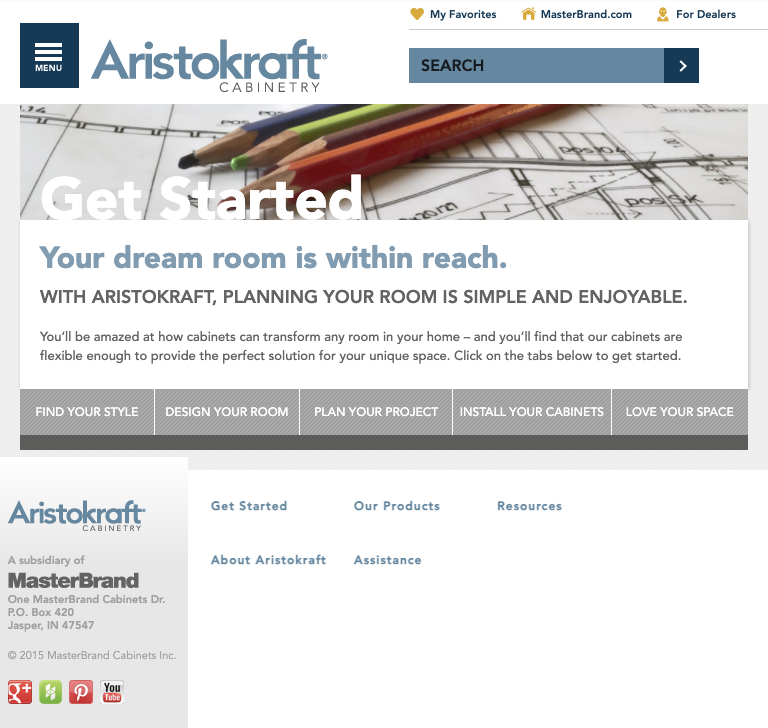 My Favorites
MasterBrand.com
For Dealers
MENU
Aristokraft®
CABINETRY
SEARCH
pos104
Get Started
Your dream room is within reach.
WITH ARISTOKRAFT, PLANNING YOUR ROOM IS SIMPLE AND ENJOYABLE.
You’ll be amazed at how cabinets can transform any room in your home – and you’ll find that our cabinets are
flexible enough to provide the perfect solution for your unique space. Click on the tabs below to get started.
FIND YOUR STYLE
DESIGN YOUR ROOM
PLAN YOUR PROJECT
INSTALL YOUR CABINETS
LOVE YOUR SPACE
Aristokraft
CABINETRY
A subsidiary of
MasterBrand
One MasterBrand Cabinets Dr.
P.O. Box 420
Jasper, IN 47547
© 2015 MasterBrand Cabinets Inc.
g+
You
Tube
Get Started
Our Products
Resources
About Aristokraft
Assistance